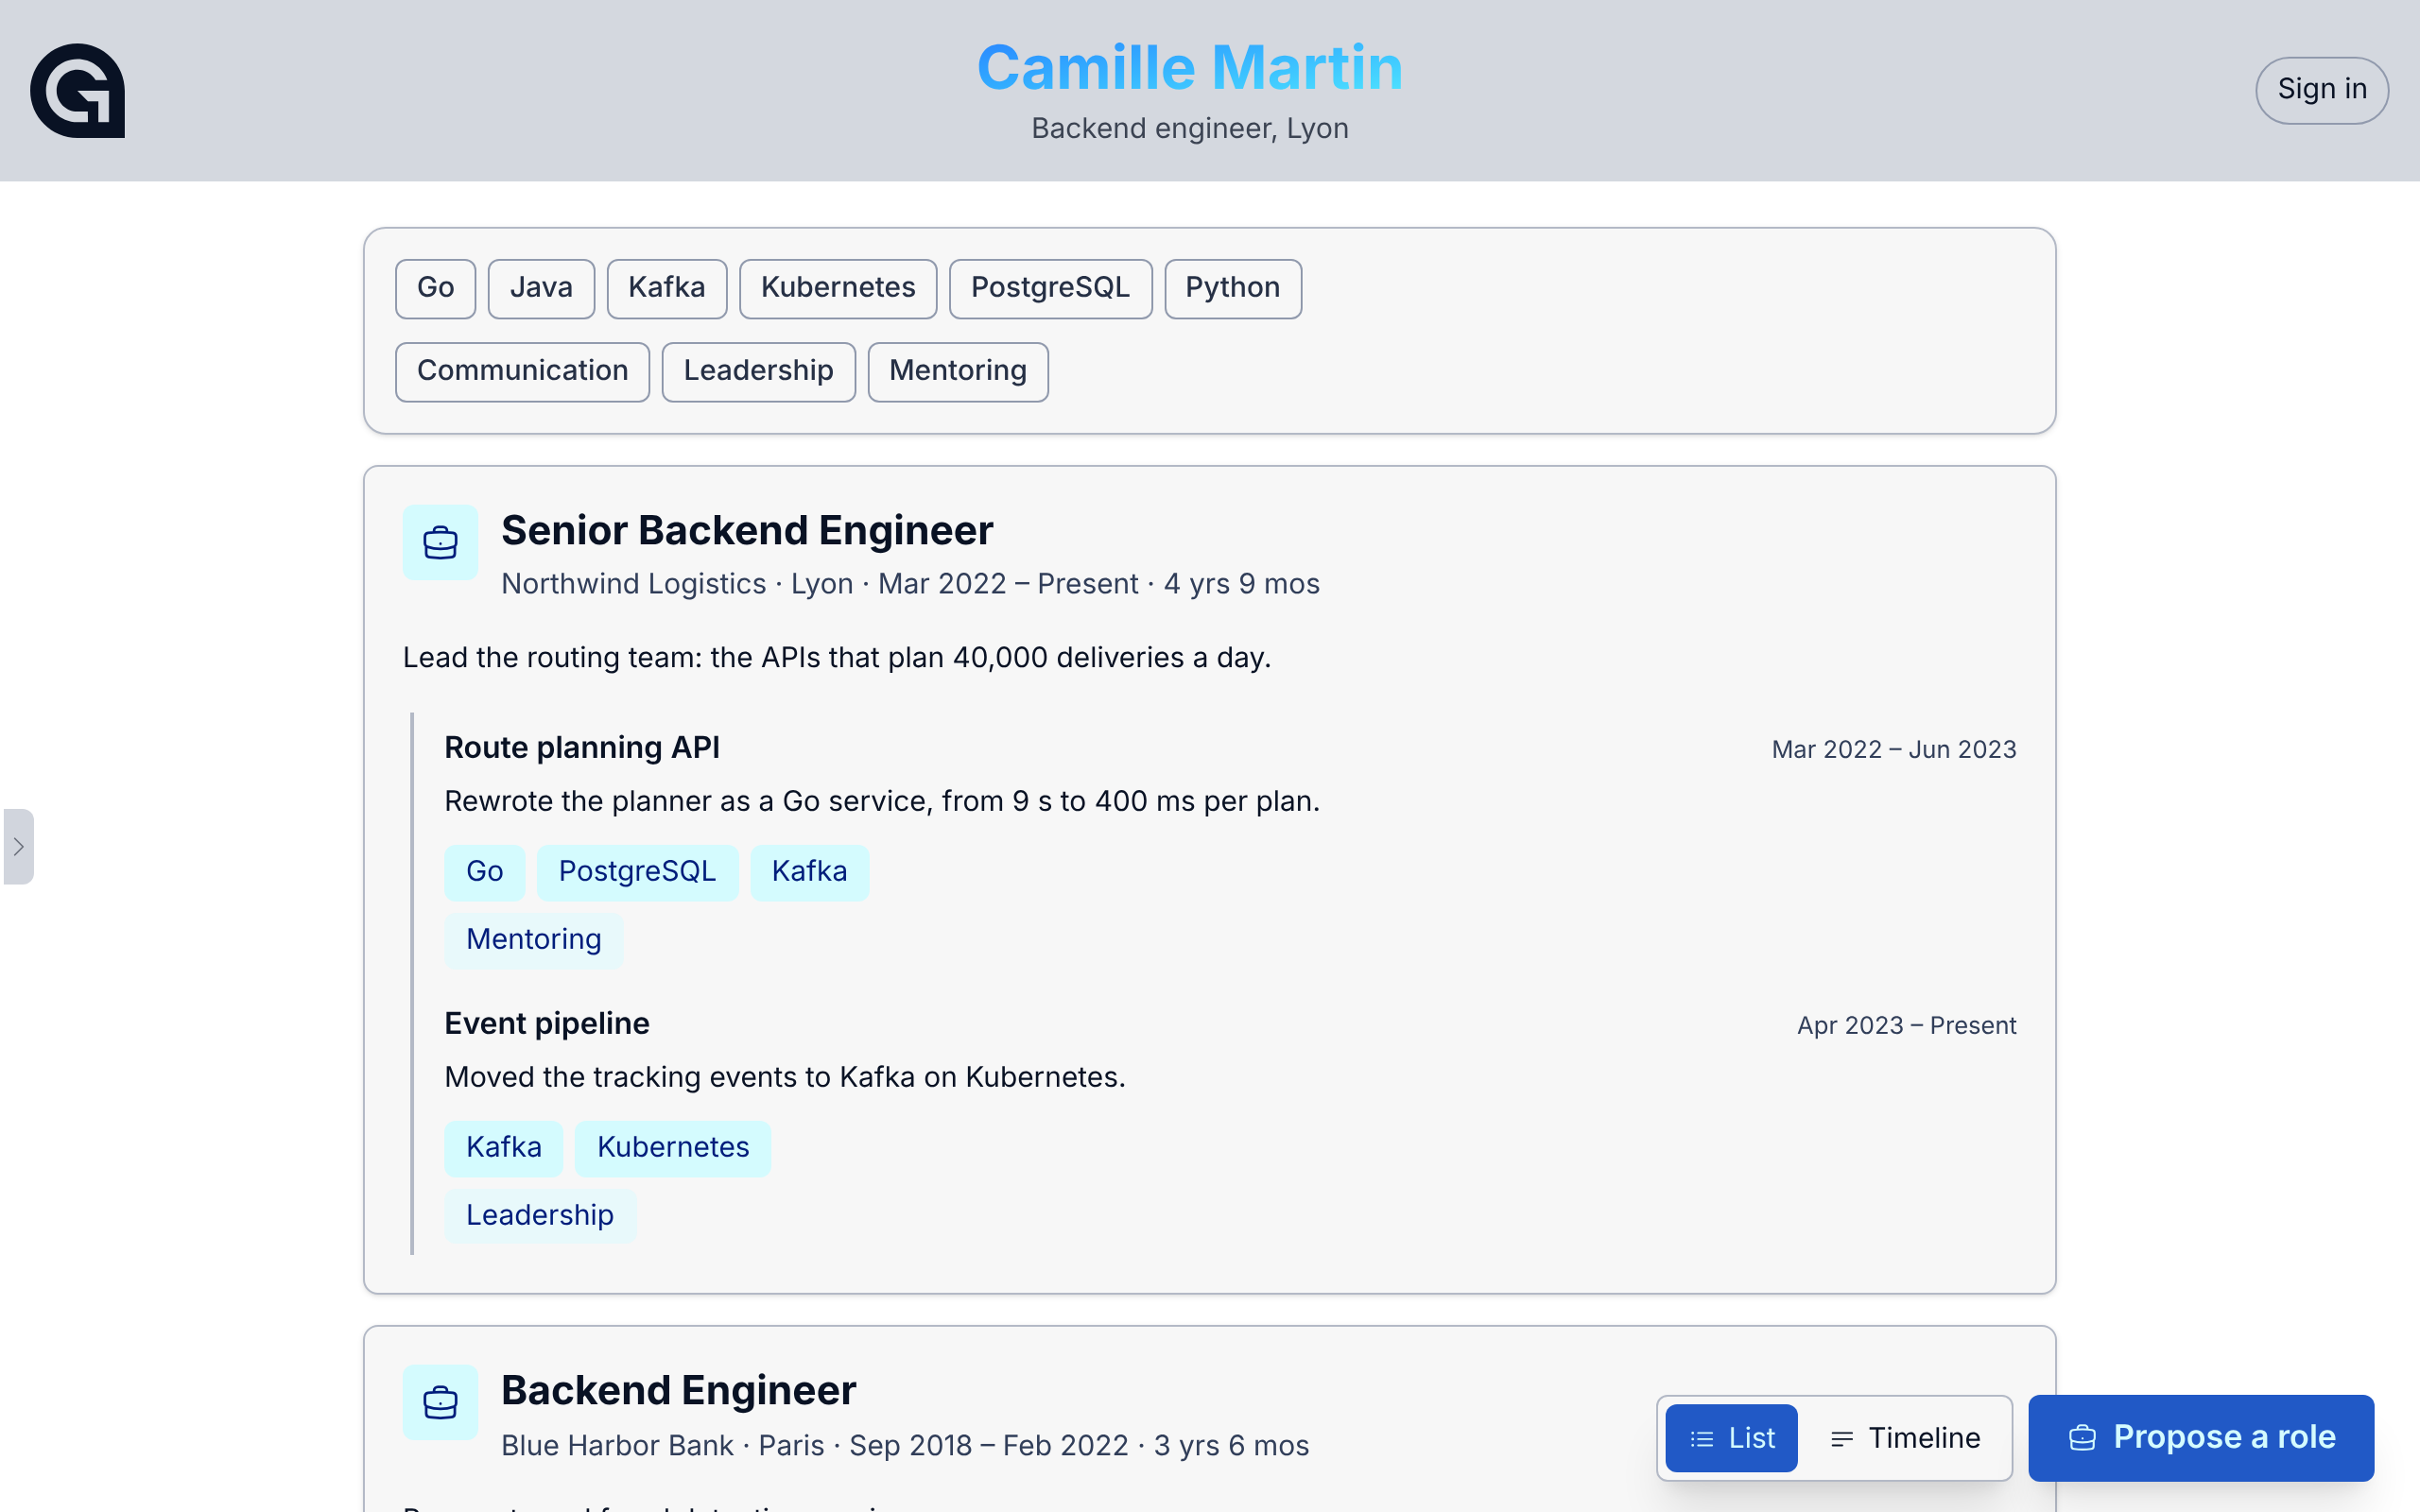 Camille Martin
Backend engineer, Lyon
Sign in
Go Java Kafka Kubernetes PostgreSQL Python
Communication Leadership Mentoring
Senior Backend Engineer
Northwind Logistics · Lyon · Mar 2022 – Present · 4 yrs 9 mos
Lead the routing team: the APIs that plan 40,000 deliveries a day.
Route planning API Mar 2022 – Jun 2023
Rewrote the planner as a Go service, from 9 s to 400 ms per plan.
Go PostgreSQL Kafka
Mentoring
Event pipeline Apr 2023 – Present
Moved the tracking events to Kafka on Kubernetes.
Kafka Kubernetes
Leadership
Backend Engineer
Blue Harbor Bank · Paris · Sep 2018 – Feb 2022 · 3 yrs 6 mos
List Timeline Propose a role